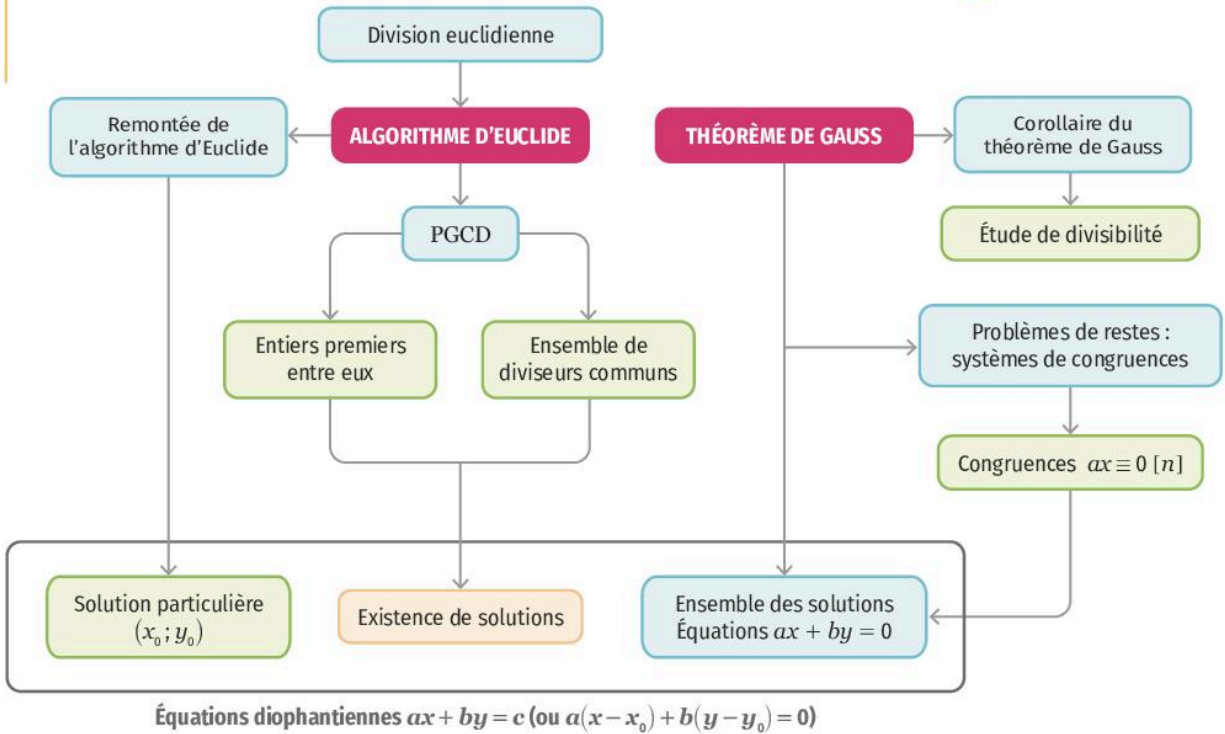 Division euclidienne
Remontée de
l'algorithme d'Euclide
ALGORITHME D'EUCLIDE
THÉORÈME DE GAUSS
Corollaire du
théorème de Gauss
PGCD
Étude de divisibilité
Entiers premiers
entre eux
Ensemble de
diviseurs communs
Problèmes de restes :
systèmes de congruences
Congruences ax ≡ 0 [n]
Solution particulière
(x₀ ; y₀)
Existence de solutions
Ensemble des solutions
Équations ax + by = 0
Équations diophantiennes ax + by = c (ou a(x − x₀) + b(y − y₀) = 0)